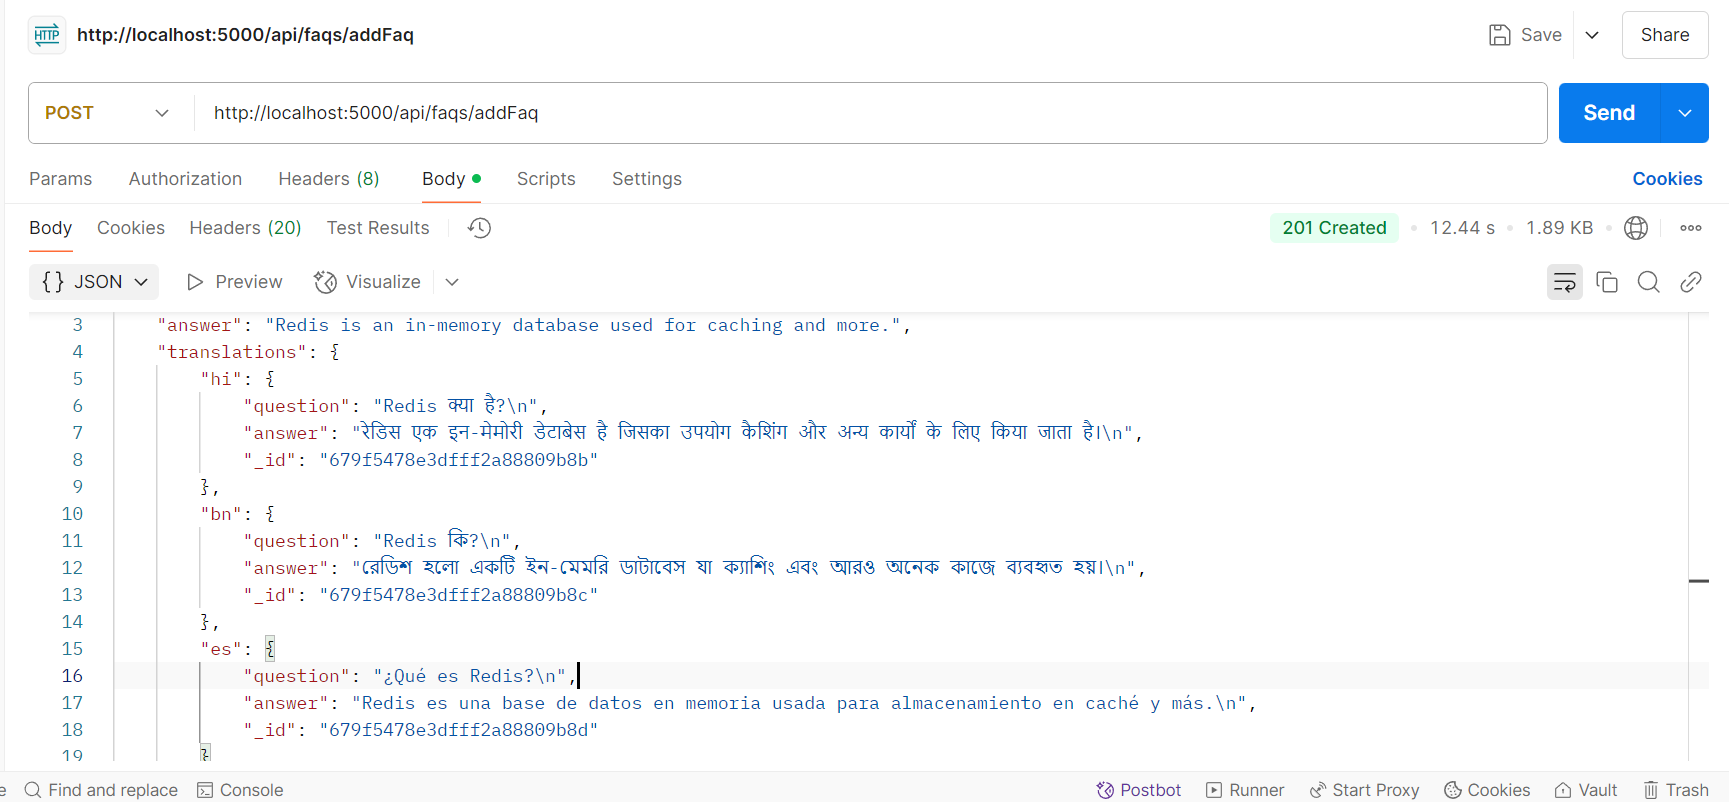 HTTP http://localhost:5000/api/faqs/addFaq Save Share
POST http://localhost:5000/api/faqs/addFaq Send
Params Authorization Headers (8) Body Scripts Settings Cookies
Body Cookies Headers (20) Test Results 201 Created 12.44 s 1.89 KB
{} JSON Preview Visualize
3 "answer": "Redis is an in-memory database used for caching and more.",
4 "translations": {
5 "hi": {
6 "question": "Redis क्या है?\n",
7 "answer": "रेडिस एक इन-मेमोरी डेटाबेस है जिसका उपयोग कैशिंग और अन्य कार्यों के लिए किया जाता है।\n",
8 "_id": "679f5478e3dfff2a88809b8b"
9 },
10 "bn": {
11 "question": "Redis কি?\n",
12 "answer": "রেডিশ হলো একটি ইন-মেমরি ডাটাবেস যা ক্যাশিং এবং আরও অনেক কাজে ব্যবহৃত হয়।\n",
13 "_id": "679f5478e3dfff2a88809b8c"
14 },
15 "es": {
16 "question": "¿Qué es Redis?\n",
17 "answer": "Redis es una base de datos en memoria usada para almacenamiento en caché y más.\n",
18 "_id": "679f5478e3dfff2a88809b8d"
19 }
e Find and replace Console Postbot Runner Start Proxy Cookies Vault Trash